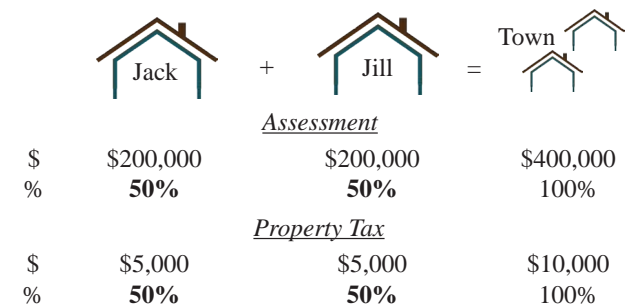 Town
Jack + Jill =
Assessment
$ $200,000 $200,000 $400,000
% 50% 50% 100%
Property Tax
$ $5,000 $5,000 $10,000
% 50% 50% 100%